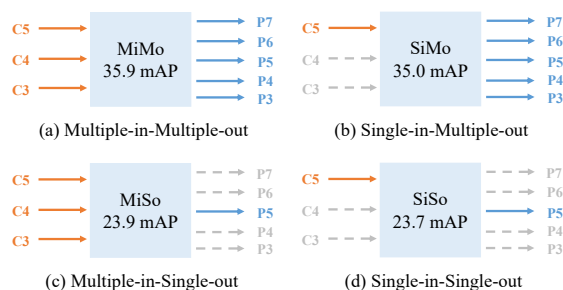 C5
C4
C3
MiMo
35.9 mAP
P7
P6
P5
P4
P3
(a) Multiple-in-Multiple-out
C5
C4
C3
SiMo
35.0 mAP
P7
P6
P5
P4
P3
(b) Single-in-Multiple-out
C5
C4
C3
MiSo
23.9 mAP
P7
P6
P5
P4
P3
(c) Multiple-in-Single-out
C5
C4
C3
SiSo
23.7 mAP
P7
P6
P5
P4
P3
(d) Single-in-Single-out